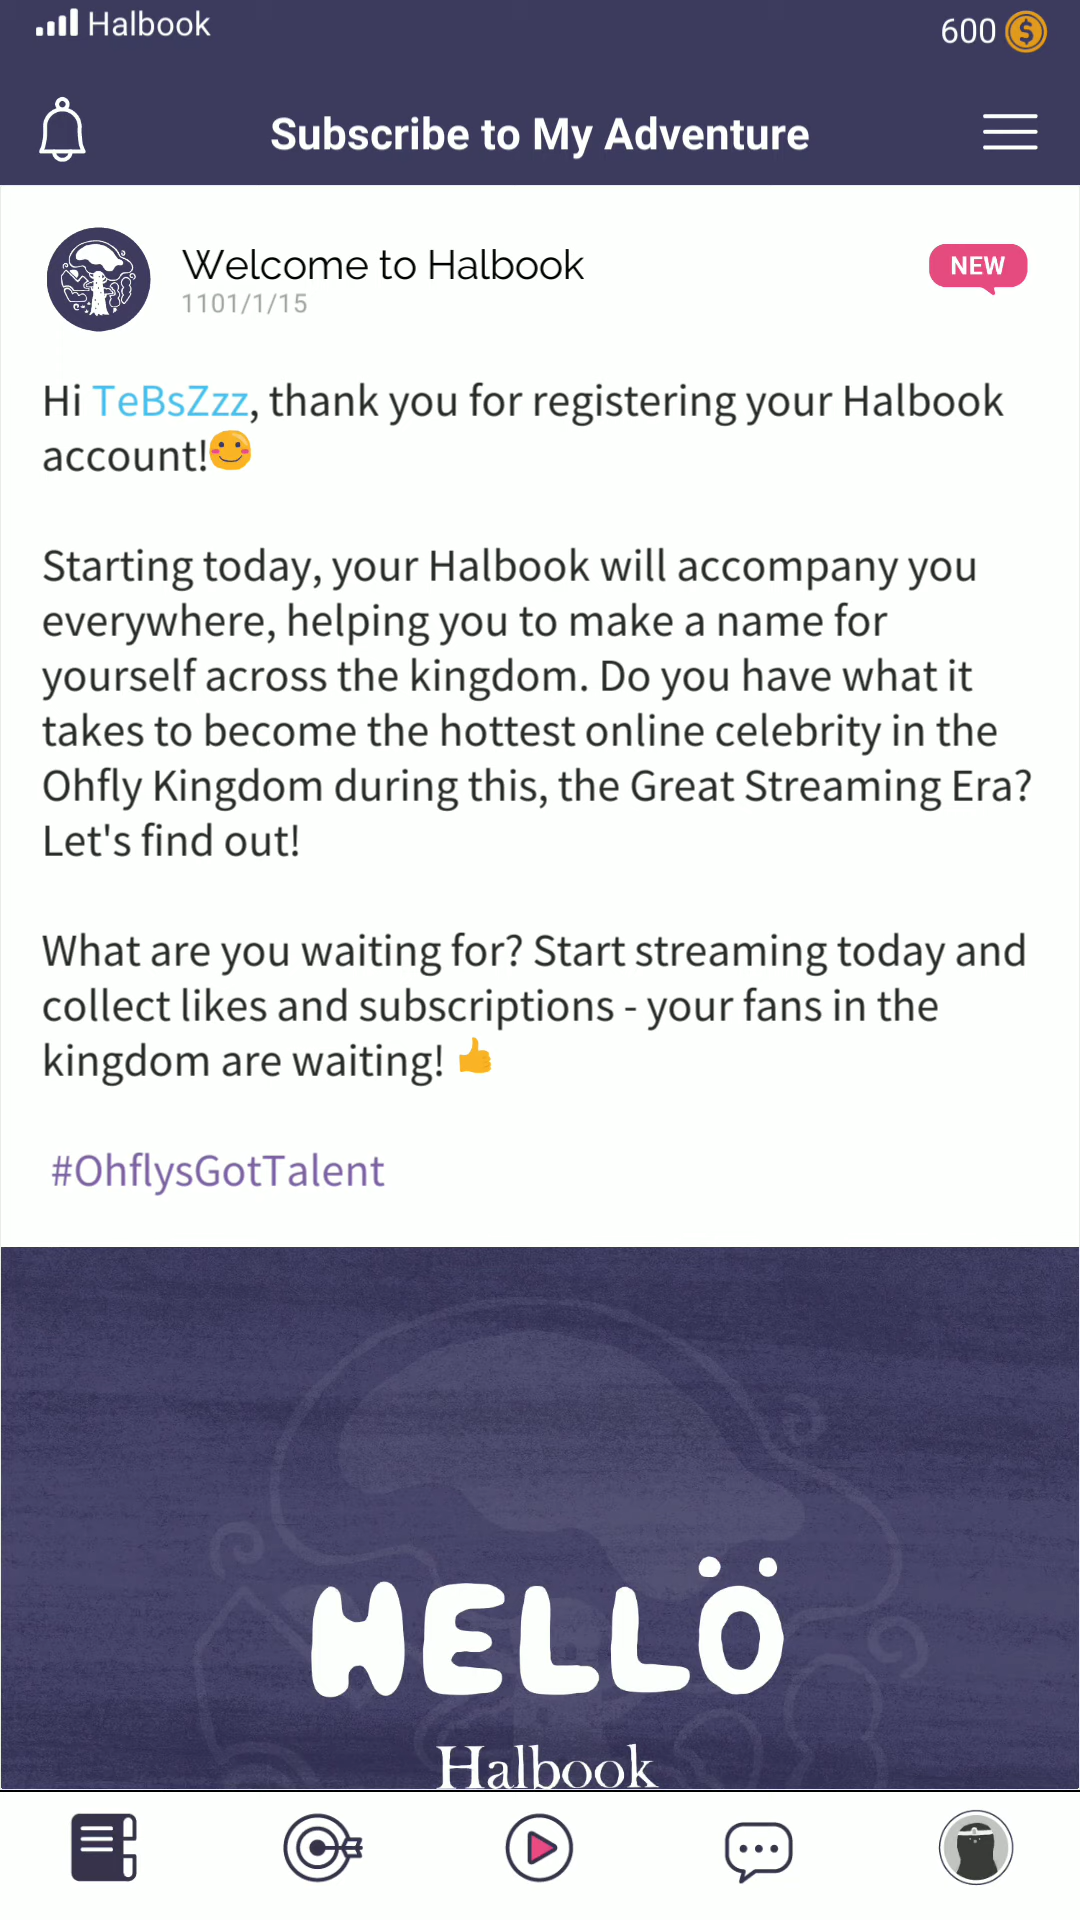 Halbook
600
Subscribe to My Adventure
Welcome to Halbook
NEW
1101/1/15
Hi TeBsZzz, thank you for registering your Halbook
account!😊
Starting today, your Halbook will accompany you
everywhere, helping you to make a name for
yourself across the kingdom. Do you have what it
takes to become the hottest online celebrity in the
Ohfly Kingdom during this, the Great Streaming Era?
Let's find out!
What are you waiting for? Start streaming today and
collect likes and subscriptions - your fans in the
kingdom are waiting! 👍
#OhflysGotTalent
HELLÖ
Halbook